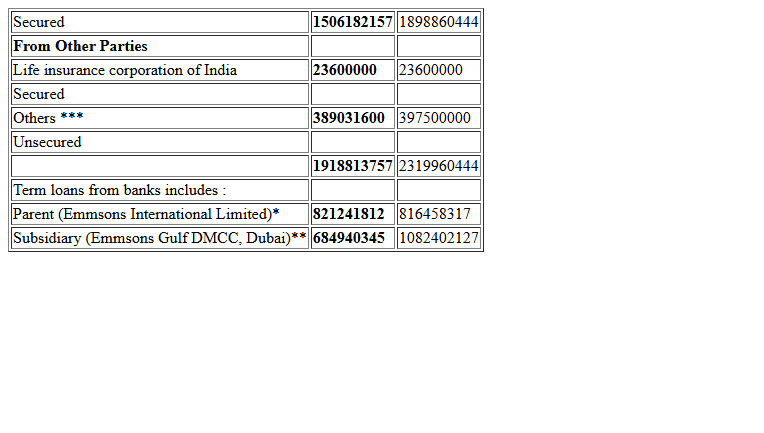 Secured 1506182157 1898860444
From Other Parties
Life insurance corporation of India 23600000 23600000
Secured
Others *** 389031600 397500000
Unsecured
1918813757 2319960444
Term loans from banks includes :
Parent (Emmsons International Limited)* 821241812 816458317
Subsidiary (Emmsons Gulf DMCC, Dubai)** 684940345 1082402127